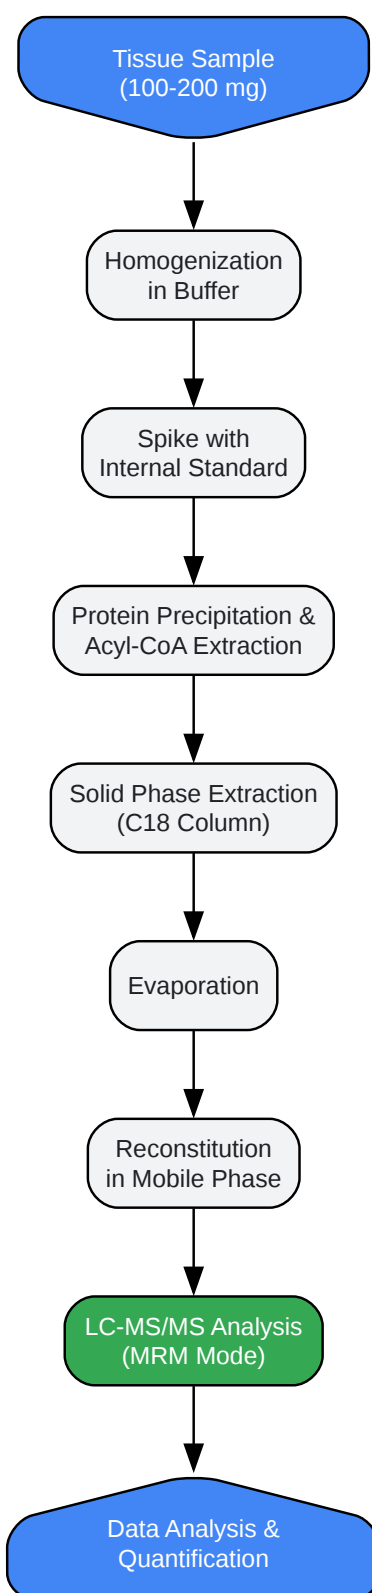 Tissue Sample
(100-200 mg)
Homogenization
in Buffer
Spike with
Internal Standard
Protein Precipitation &
Acyl-CoA Extraction
Solid Phase Extraction
(C18 Column)
Evaporation
Reconstitution
in Mobile Phase
LC-MS/MS Analysis
(MRM Mode)
Data Analysis &
Quantification